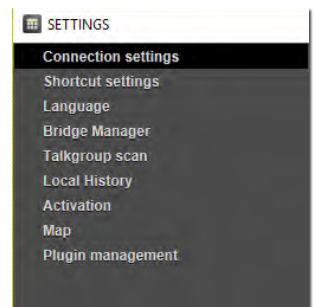 SETTINGS
Connection settings
Shortcut settings
Language
Bridge Manager
Talkgroup scan
Local History
Activation
Map
Plugin management